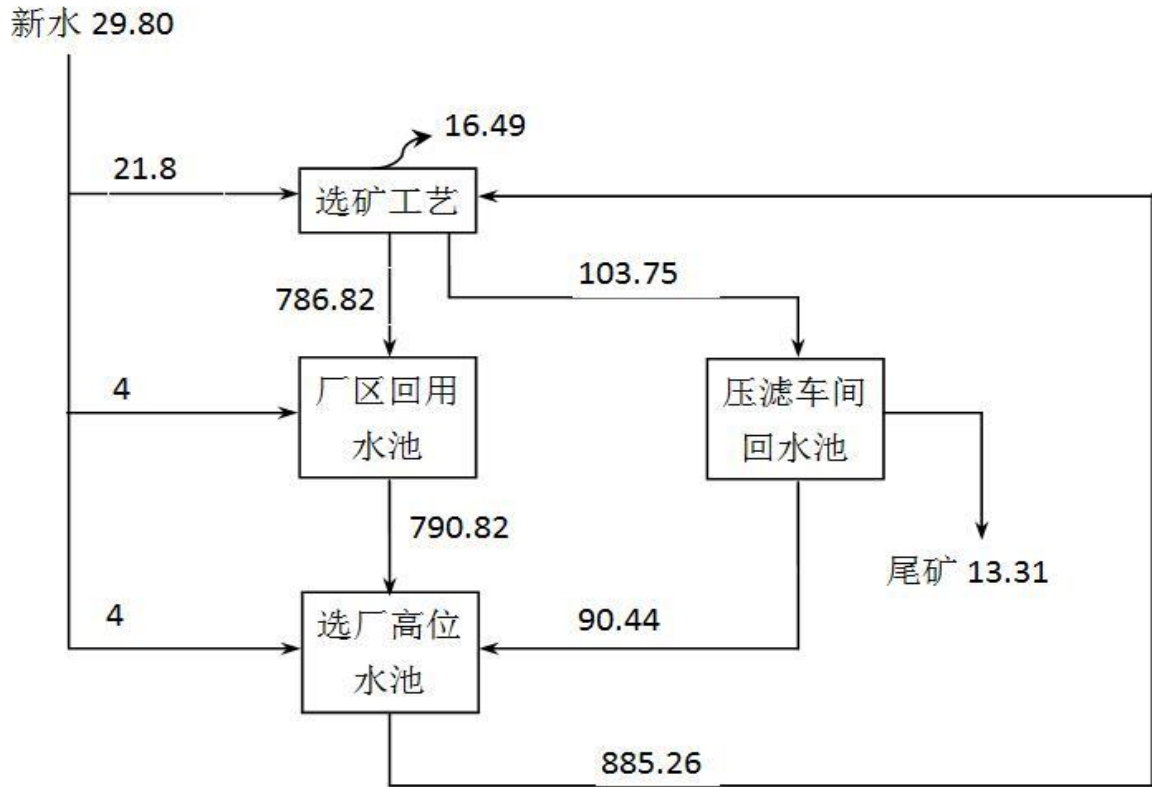 新水 29.80
16.49
21.8
选矿工艺
103.75
786.82
4
厂区回用
水池
压滤车间
回水池
790.82
尾矿 13.31
4
选厂高位
水池
90.44
885.26